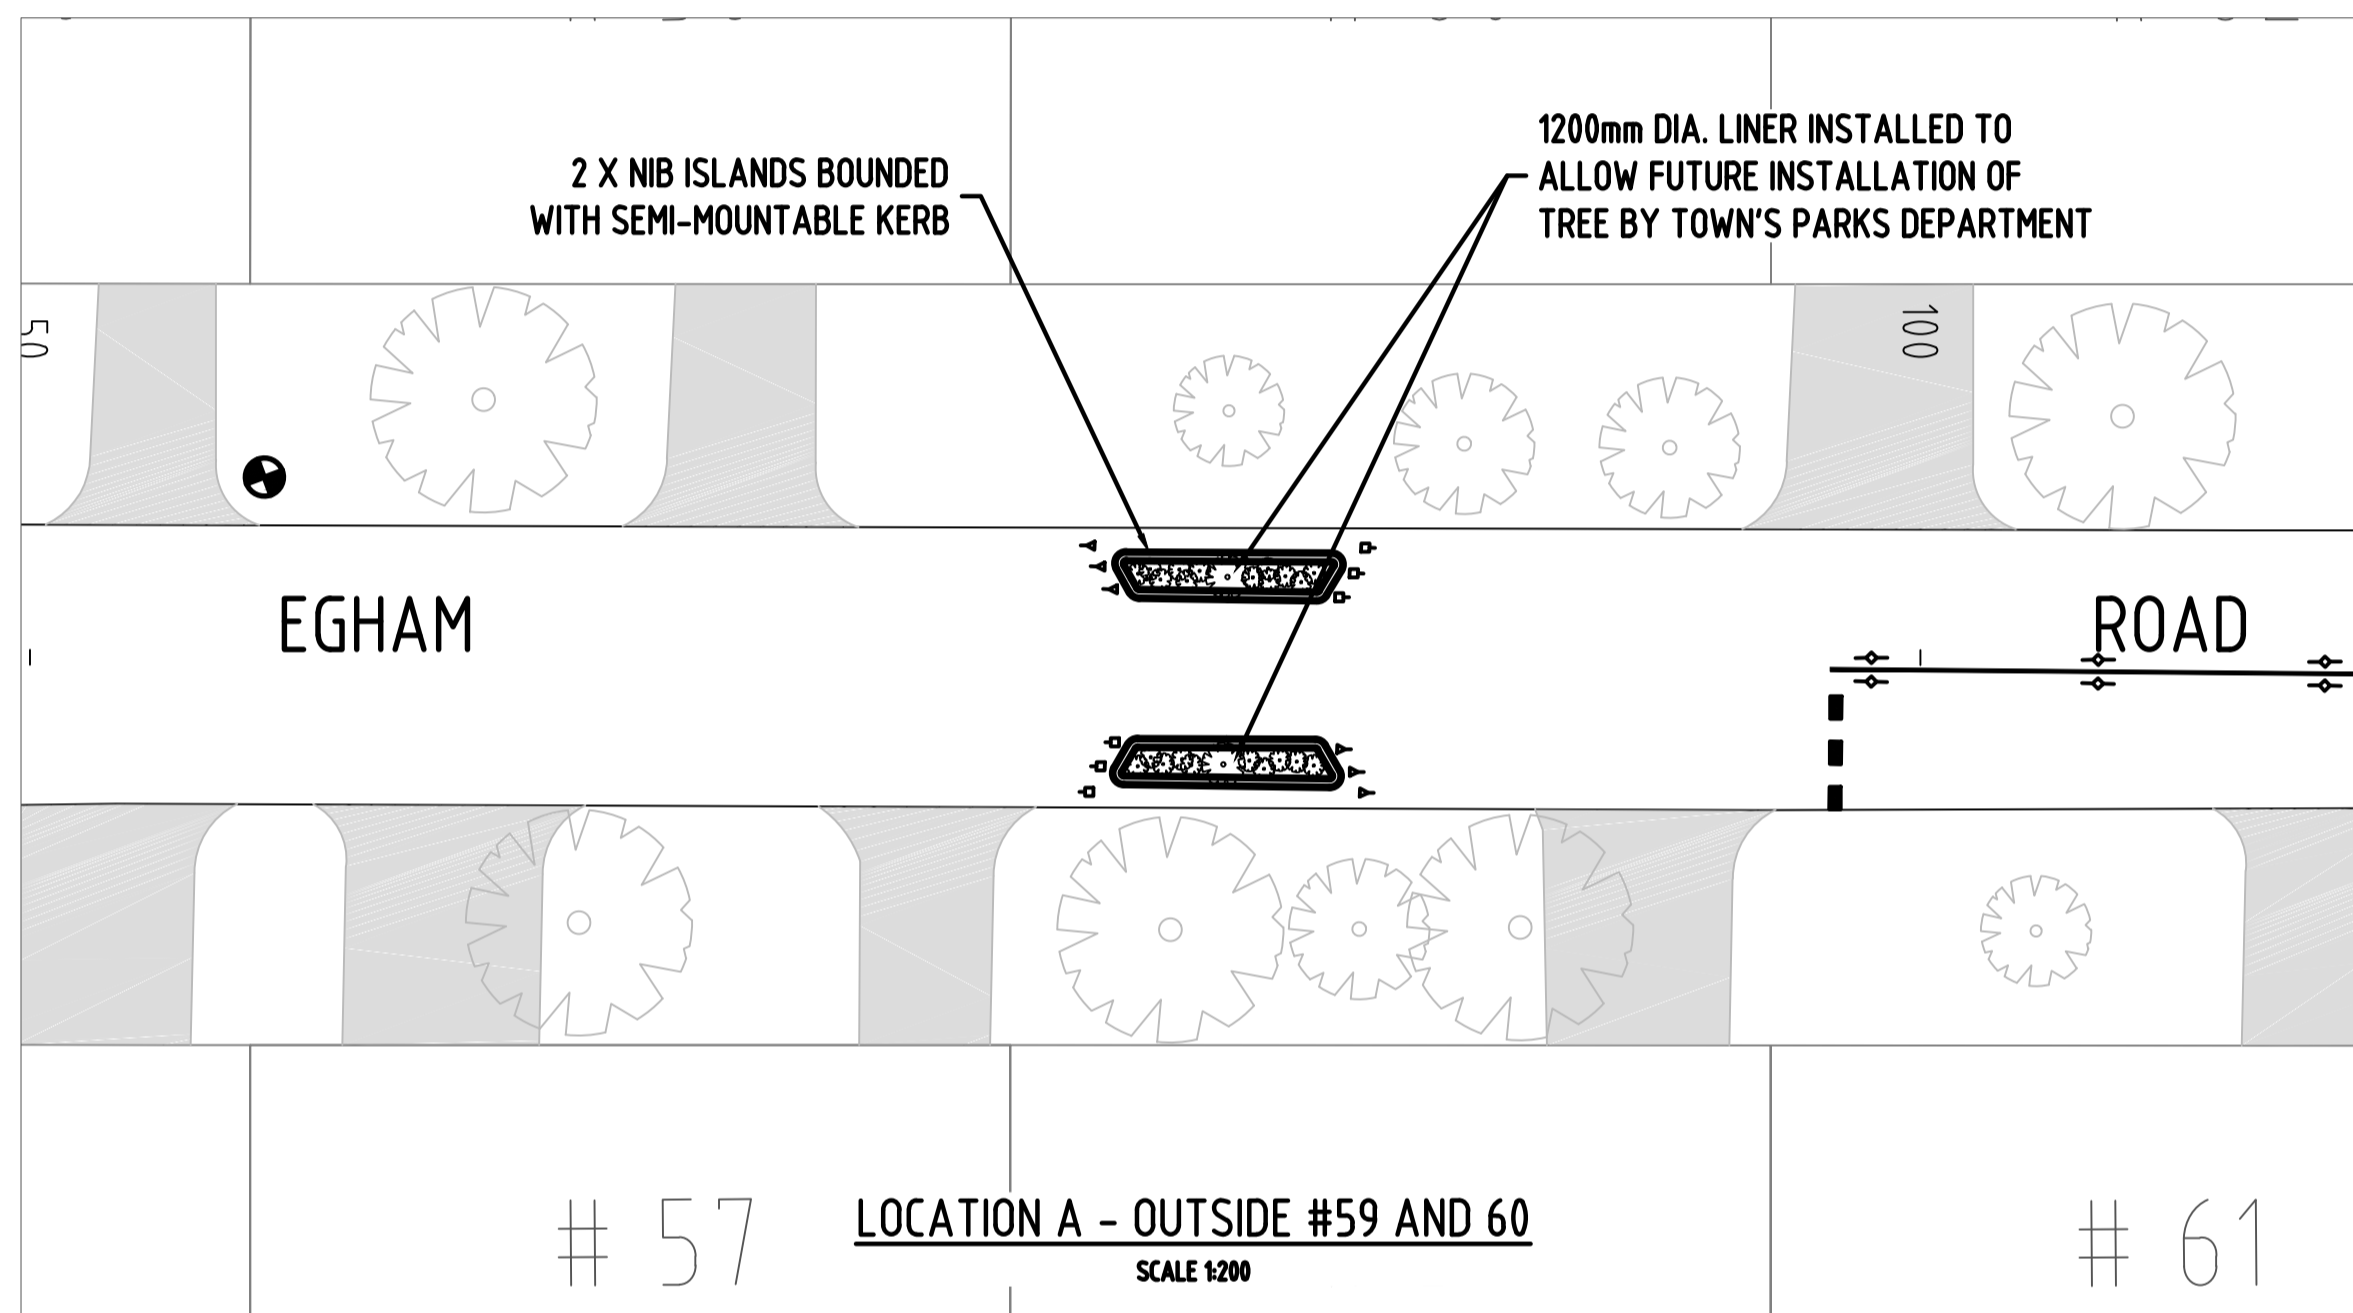 2 X NIB ISLANDS BOUNDED
WITH SEMI-MOUNTABLE KERB
1200mm DIA. LINER INSTALLED TO
ALLOW FUTURE INSTALLATION OF
TREE BY TOWN'S PARKS DEPARTMENT
50
100
EGHAM
ROAD
# 57
LOCATION A - OUTSIDE #59 AND 60
SCALE 1:200
# 61